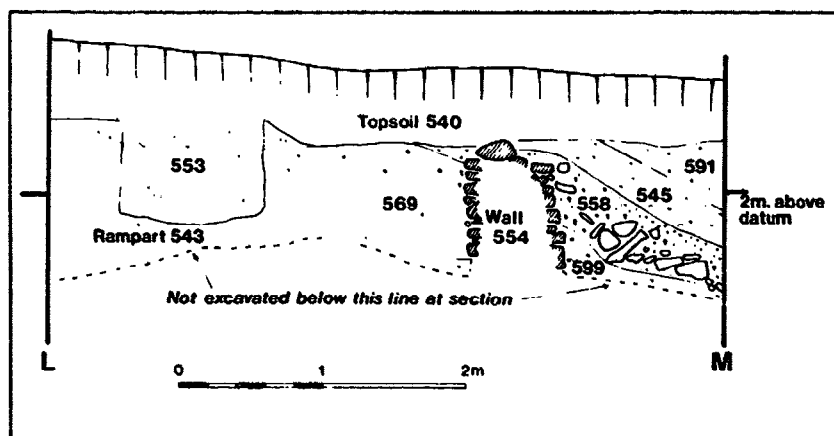 Topsoil 540
553
591
569
558
545
2m. above
datum
Wall
554
Rampart 543
599
Not excavated below this line at section
L
M
0 1 2m